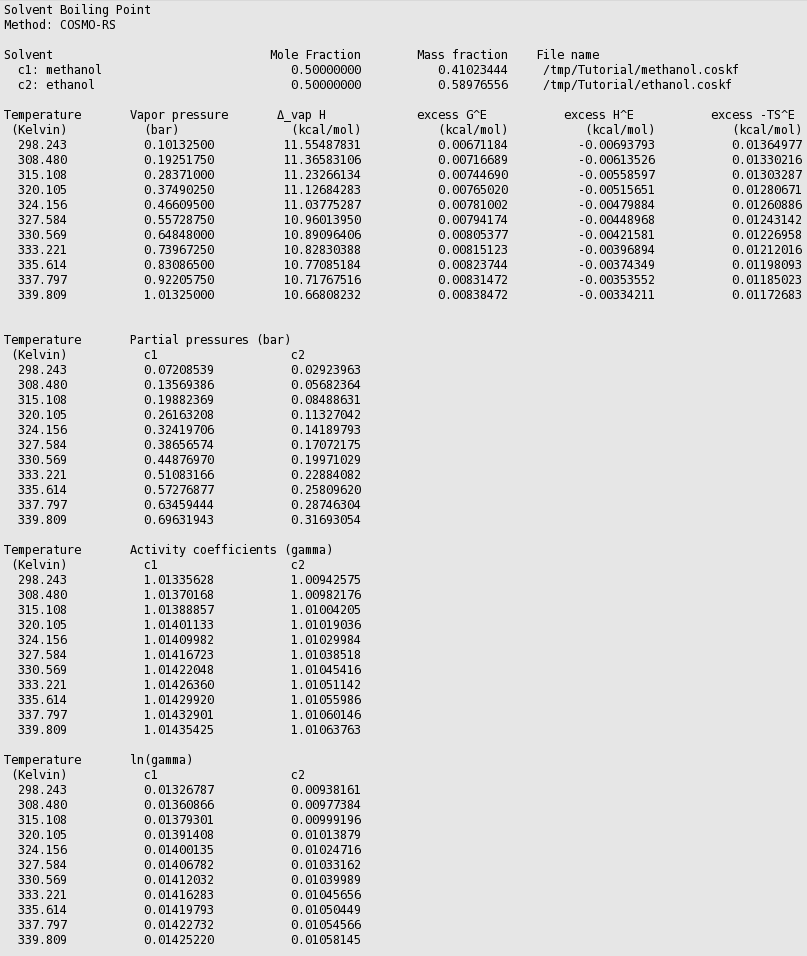 Solvent Boiling Point
Method: COSMO-RS
Solvent Mole Fraction Mass fraction File name
c1: methanol 0.50000000 0.41023444 /tmp/Tutorial/methanol.coskf
c2: ethanol 0.50000000 0.58976556 /tmp/Tutorial/ethanol.coskf
Temperature Vapor pressure Δ_vap H excess G^E excess H^E excess -TS^E
(Kelvin) (bar) (kcal/mol) (kcal/mol) (kcal/mol) (kcal/mol)
298.243 0.10132500 11.55487831 0.00671184 -0.00693793 0.01364977
308.480 0.19251750 11.36583106 0.00716689 -0.00613526 0.01330216
315.108 0.28371000 11.23266134 0.00744690 -0.00558597 0.01303287
320.105 0.37490250 11.12684283 0.00765020 -0.00515651 0.01280671
324.156 0.46609500 11.03775287 0.00781002 -0.00479884 0.01260886
327.584 0.55728750 10.96013950 0.00794174 -0.00448968 0.01243142
330.569 0.64848000 10.89096406 0.00805377 -0.00421581 0.01226958
333.221 0.73967250 10.82830388 0.00815123 -0.00396894 0.01212016
335.614 0.83086500 10.77085184 0.00823744 -0.00374349 0.01198093
337.797 0.92205750 10.71767516 0.00831472 -0.00353552 0.01185023
339.809 1.01325000 10.66808232 0.00838472 -0.00334211 0.01172683
Temperature Partial pressures (bar)
(Kelvin) c1 c2
298.243 0.07208539 0.02923963
308.480 0.13569386 0.05682364
315.108 0.19882369 0.08488631
320.105 0.26163208 0.11327042
324.156 0.32419706 0.14189793
327.584 0.38656574 0.17072175
330.569 0.44876970 0.19971029
333.221 0.51083166 0.22884082
335.614 0.57276877 0.25809620
337.797 0.63459444 0.28746304
339.809 0.69631943 0.31693054
Temperature Activity coefficients (gamma)
(Kelvin) c1 c2
298.243 1.01335628 1.00942575
308.480 1.01370168 1.00982176
315.108 1.01388857 1.01004205
320.105 1.01401133 1.01019036
324.156 1.01409982 1.01029984
327.584 1.01416723 1.01038518
330.569 1.01422048 1.01045416
333.221 1.01426360 1.01051142
335.614 1.01429920 1.01055986
337.797 1.01432901 1.01060146
339.809 1.01435425 1.01063763
Temperature ln(gamma)
(Kelvin) c1 c2
298.243 0.01326787 0.00938161
308.480 0.01360866 0.00977384
315.108 0.01379301 0.00999196
320.105 0.01391408 0.01013879
324.156 0.01400135 0.01024716
327.584 0.01406782 0.01033162
330.569 0.01412032 0.01039989
333.221 0.01416283 0.01045656
335.614 0.01419793 0.01050449
337.797 0.01422732 0.01054566
339.809 0.01425220 0.01058145